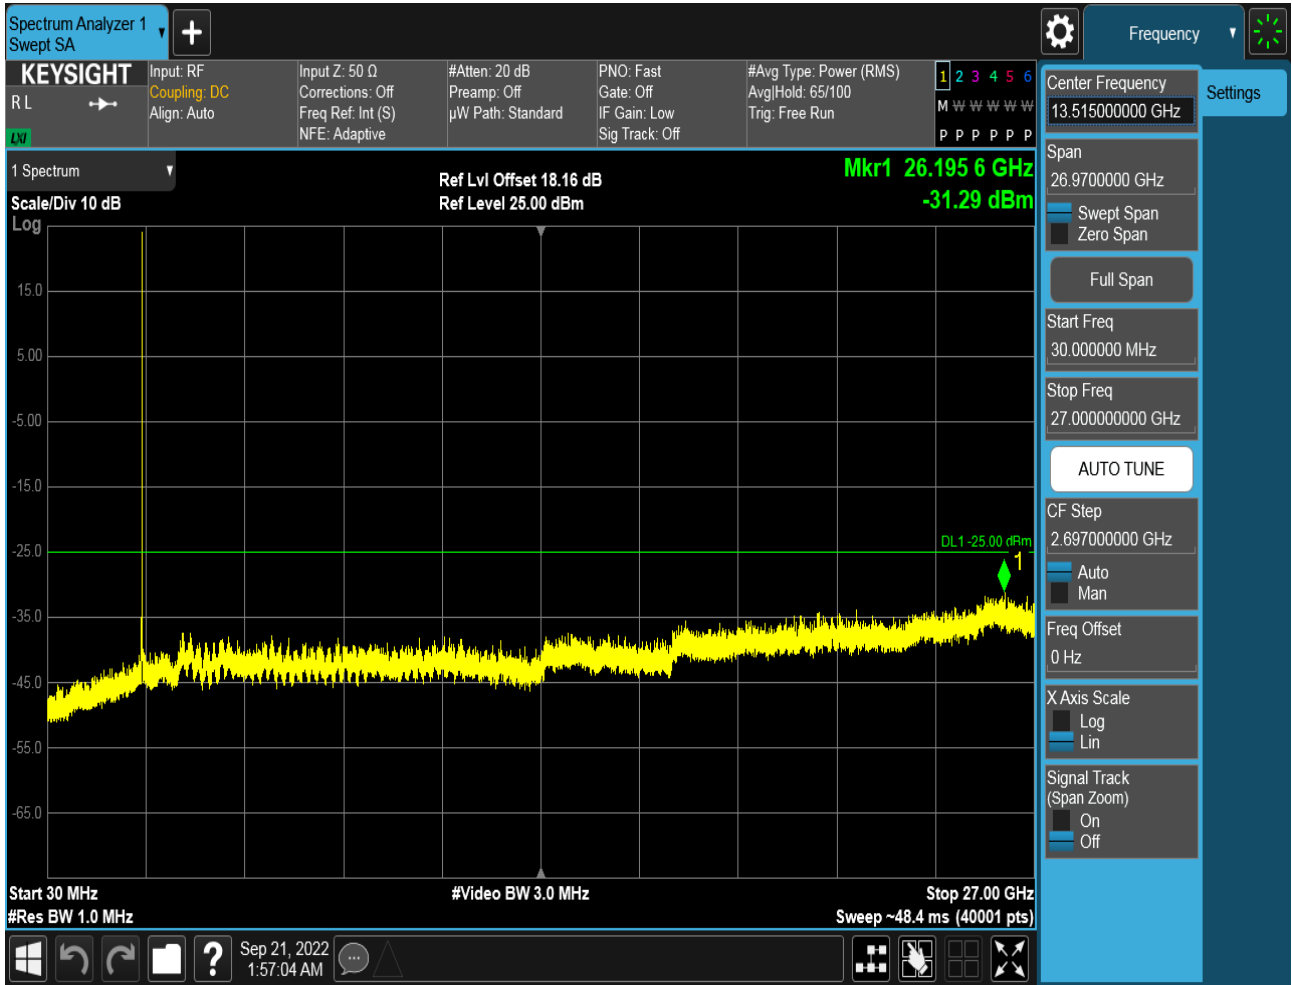 Spectrum Analyzer 1
Swept SA
Frequency
KEYSIGHT
R L
LXI
Input: RF
Coupling: DC
Align: Auto
Input Z: 50 Ω
Corrections: Off
Freq Ref: Int (S)
NFE: Adaptive
#Atten: 20 dB
Preamp: Off
µW Path: Standard
PNO: Fast
Gate: Off
IF Gain: Low
Sig Track: Off
#Avg Type: Power (RMS)
Avg|Hold: 65/100
Trig: Free Run
1 2 3 4 5 6
M W W W W W
P P P P P P
1 Spectrum
Scale/Div 10 dB
Log
Ref Lvl Offset 18.16 dB
Ref Level 25.00 dBm
Mkr1 26.195 6 GHz
-31.29 dBm
15.0
5.00
-5.00
-15.0
-25.0
-35.0
-45.0
-55.0
-65.0
DL1 -25.00 dBm
1
Start 30 MHz
#Res BW 1.0 MHz
#Video BW 3.0 MHz
Stop 27.00 GHz
Sweep ~48.4 ms (40001 pts)
Center Frequency
13.515000000 GHz
Span
26.9700000 GHz
Swept Span
Zero Span
Full Span
Start Freq
30.000000 MHz
Stop Freq
27.000000000 GHz
AUTO TUNE
CF Step
2.697000000 GHz
Auto
Man
Freq Offset
0 Hz
X Axis Scale
Log
Lin
Signal Track
(Span Zoom)
On
Off
Settings
?
Sep 21, 2022
1:57:04 AM